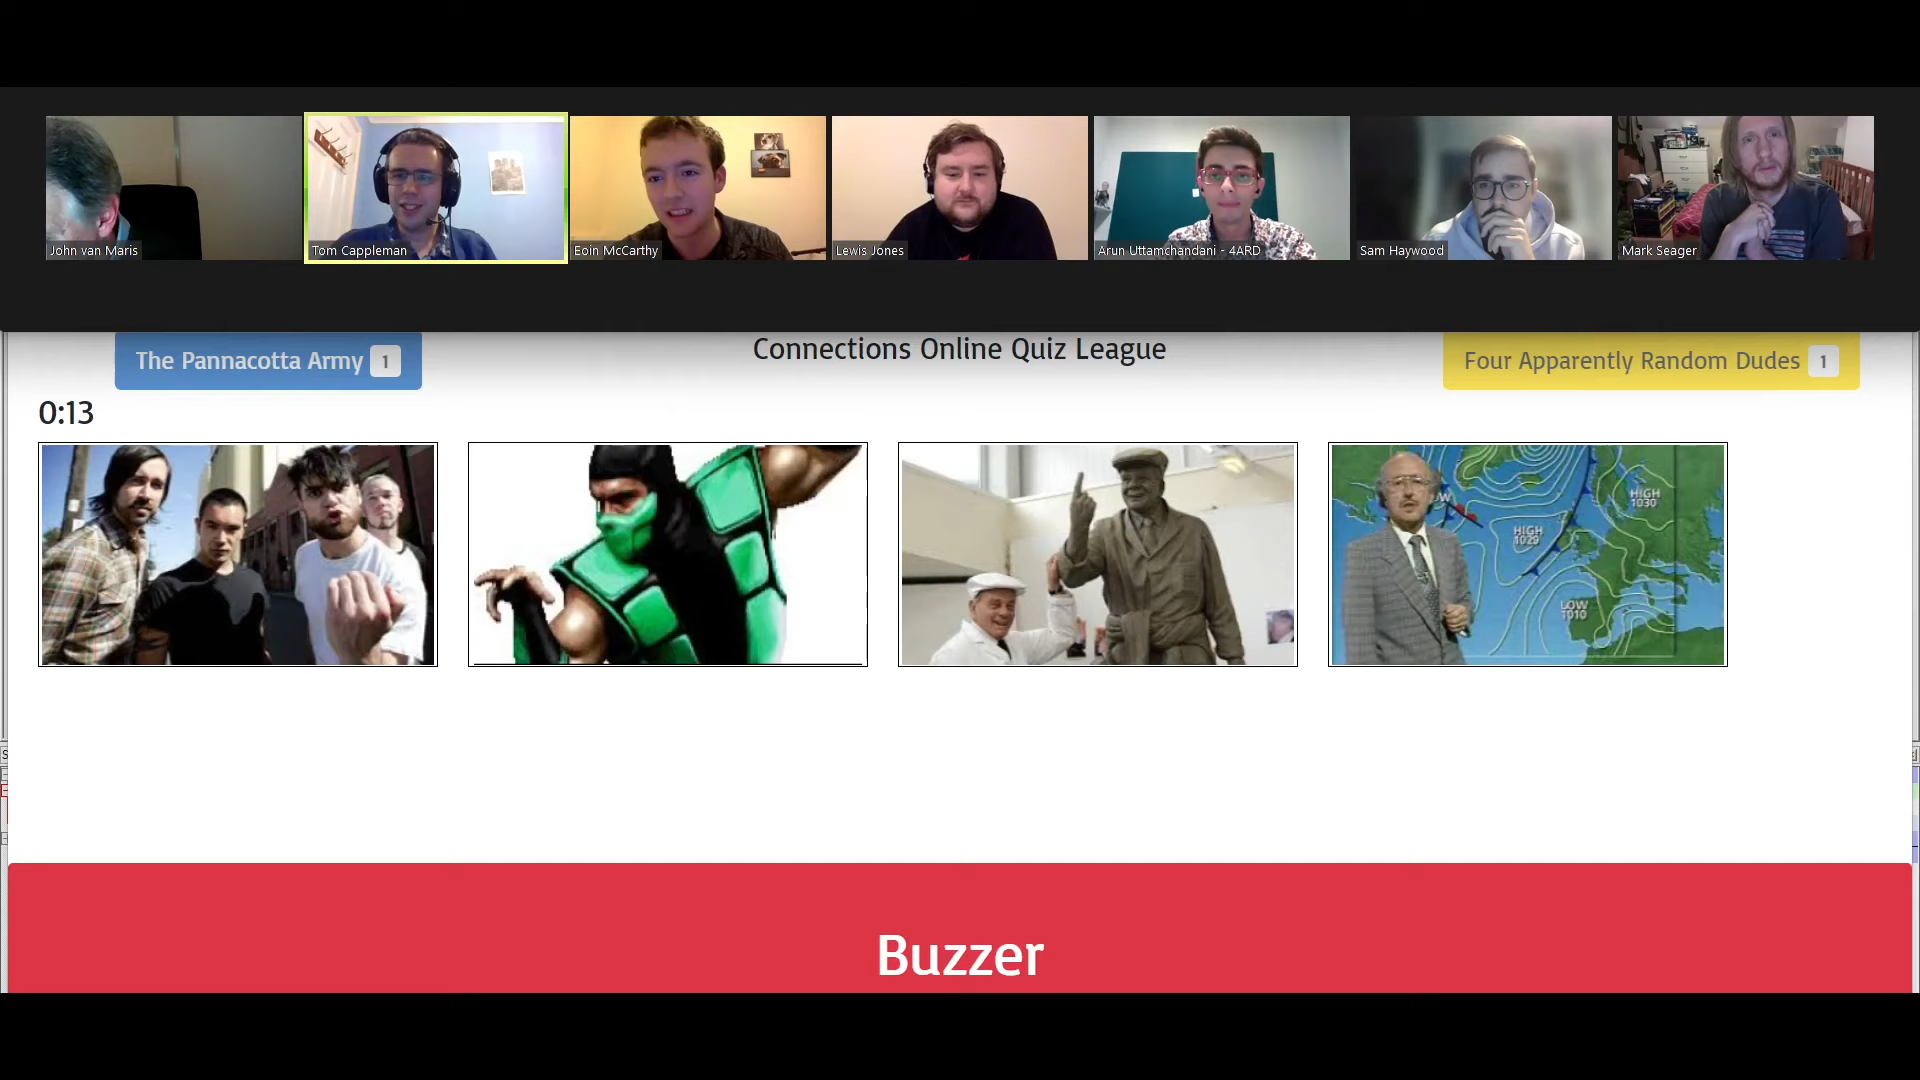 John van Maris
Tom Cappleman
Eoin McCarthy
Lewis Jones
Arun Uttamchandani - 4ARD
Sam Haywood
Mark Seager
The Pannacotta Army 1
Connections Online Quiz League
Four Apparently Random Dudes 1
0:13
HIGH
1030
HIGH
1029
LOW
1010
Buzzer